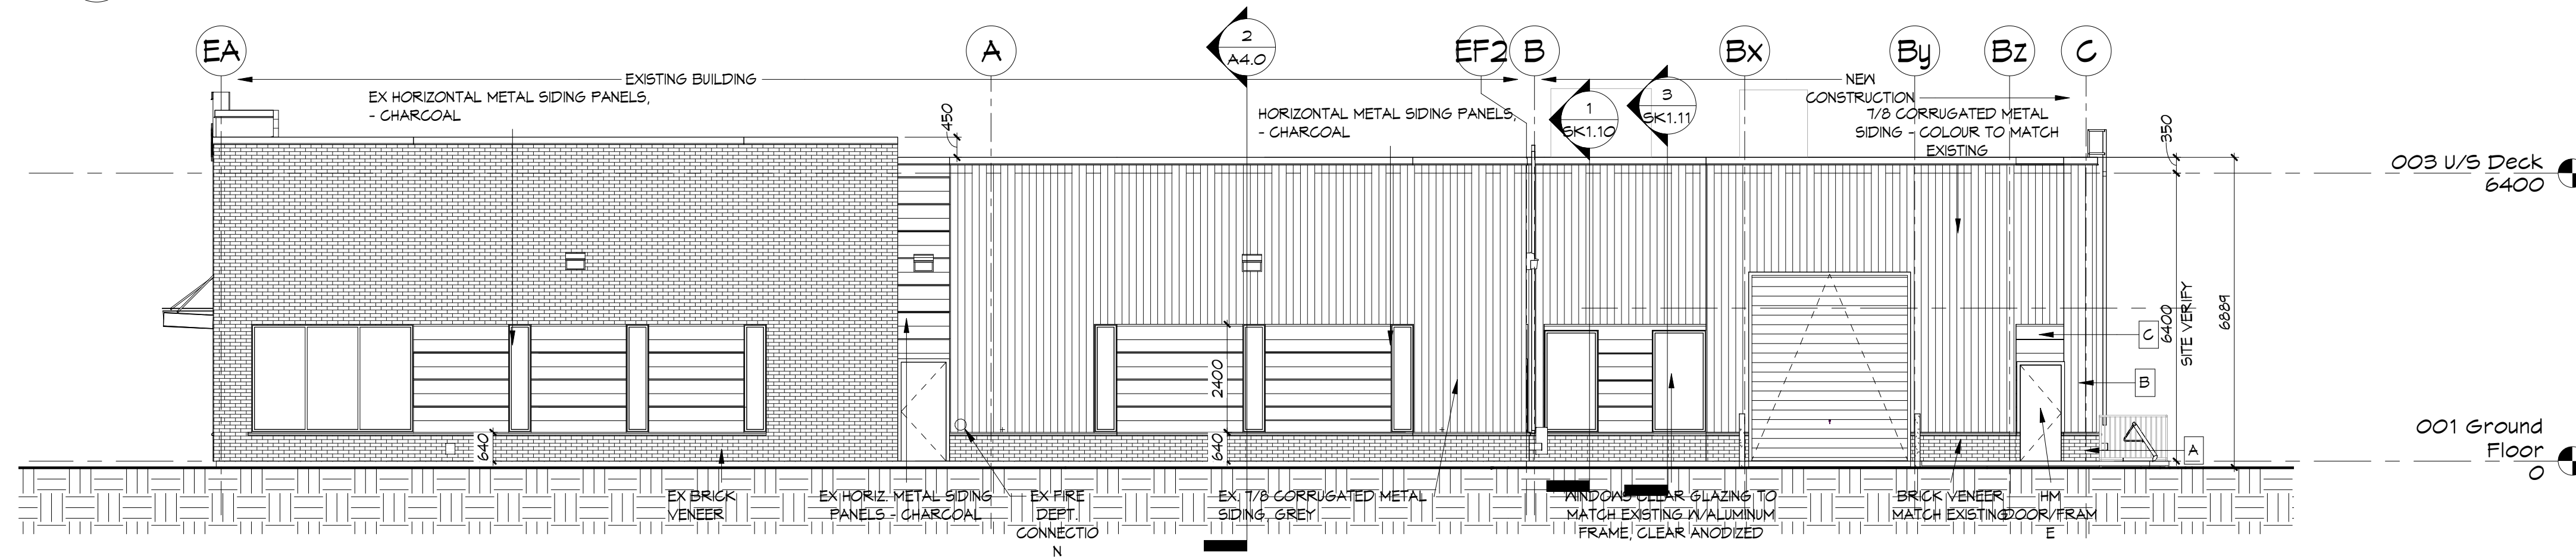 EA
A
2
A4.0
EF2
B
Bx
By
Bz
C
EXISTING BUILDING
NEW
CONSTRUCTION
EX HORIZONTAL METAL SIDING PANELS,
- CHARCOAL
450
HORIZONTAL METAL SIDING PANELS,
- CHARCOAL
1
SK1.10
3
SK1.11
7/8 CORRUGATED METAL
SIDING - COLOUR TO MATCH
EXISTING
350
003 U/S Deck
6400
6400
SITE VERIFY
6889
C
B
A
2400
640
640
001 Ground
Floor
0
EX BRICK
VENEER
EX HORIZ. METAL SIDING
PANELS - CHARCOAL
EX FIRE
DEPT.
CONNECTIO
N
EX. 7/8 CORRUGATED METAL
SIDING, GREY
WINDOWS CLEAR GLAZING TO
MATCH EXISTING W/ALUMINUM
FRAME, CLEAR ANODIZED
BRICK VENEER
MATCH EXISTING
HM
DOOR/FRAM
E